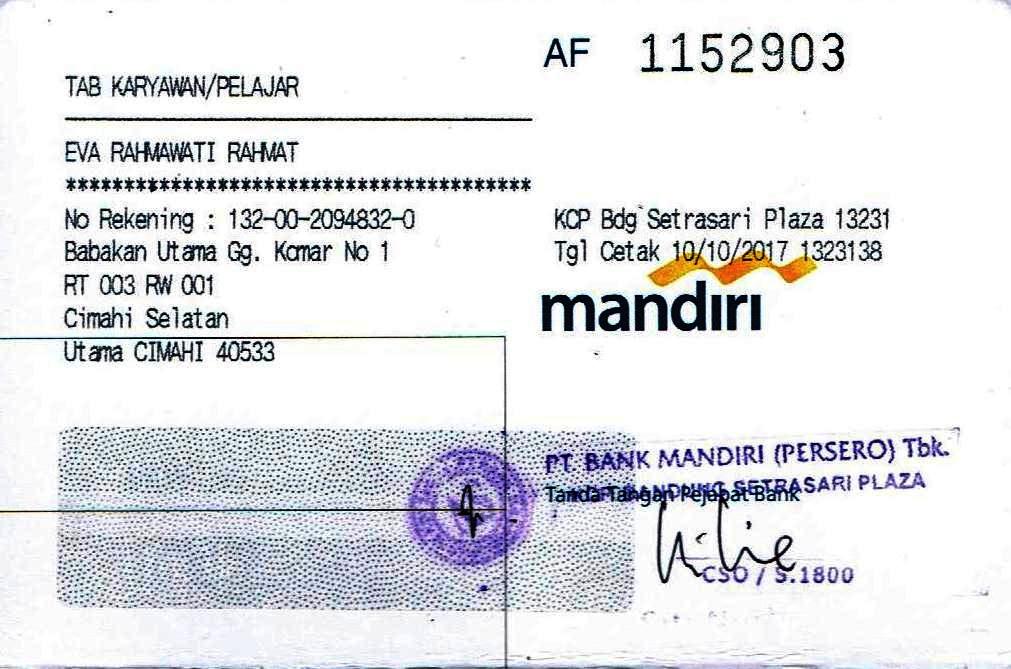 AF 1152903
TAB KARYAWAN/PELAJAR
EVA RAHMAWATI RAHMAT
****************************************
No Rekening : 132-00-2094832-0
Babakan Utama Gg. Komar No 1
RT 003 RW 001
Cimahi Selatan
Utama CIMAHI 40533
KCP Bdg Setrasari Plaza 13231
Tgl Cetak 10/10/2017 1323138
mandiri
PT. BANK MANDIRI (PERSERO) Tbk.
BANDUNG SETRASARI PLAZA
Tanda Tangan Pejabat Bank
CSO / S.1800